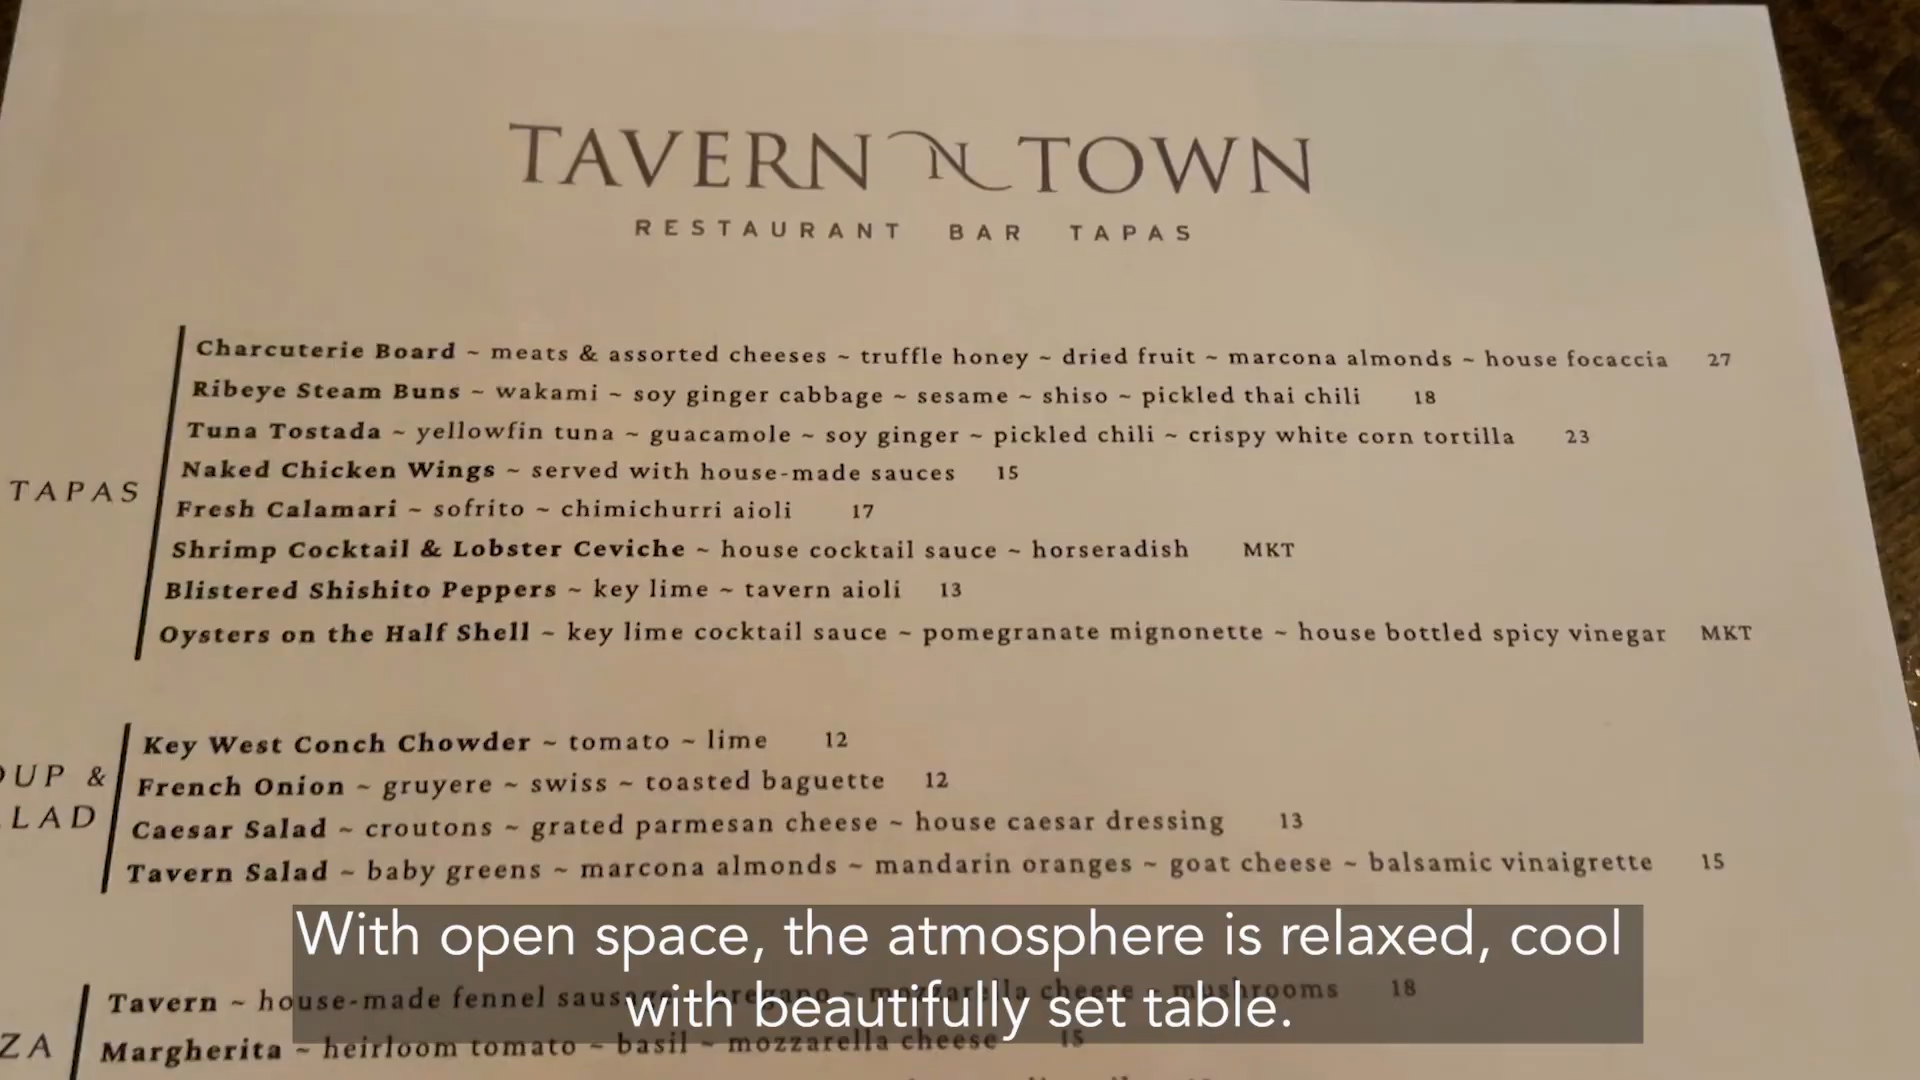 TAVERN N TOWN
RESTAURANT BAR TAPAS
TAPAS
Charcuterie Board ~ meats & assorted cheeses ~ truffle honey ~ dried fruit ~ marcona almonds ~ house focaccia 27
Ribeye Steam Buns ~ wakami ~ soy ginger cabbage ~ sesame ~ shiso ~ pickled thai chili 18
Tuna Tostada ~ yellowfin tuna ~ guacamole ~ soy ginger ~ pickled chili ~ crispy white corn tortilla 23
Naked Chicken Wings ~ served with house-made sauces 15
Fresh Calamari ~ sofrito ~ chimichurri aioli 17
Shrimp Cocktail & Lobster Ceviche ~ house cocktail sauce ~ horseradish MKT
Blistered Shishito Peppers ~ key lime ~ tavern aioli 13
Oysters on the Half Shell ~ key lime cocktail sauce ~ pomegranate mignonette ~ house bottled spicy vinegar MKT
OUP &
LAD
Key West Conch Chowder ~ tomato ~ lime 12
French Onion ~ gruyere ~ swiss ~ toasted baguette 12
Caesar Salad ~ croutons ~ grated parmesan cheese ~ house caesar dressing 13
Tavern Salad ~ baby greens ~ marcona almonds ~ mandarin oranges ~ goat cheese ~ balsamic vinaigrette 15
ZA
Tavern ~ house-made fennel sausage ~ oregano ~ mozzarella cheese ~ mushrooms 18
Margherita ~ heirloom tomato ~ basil ~ mozzarella cheese 15
With open space, the atmosphere is relaxed, cool
with beautifully set table.